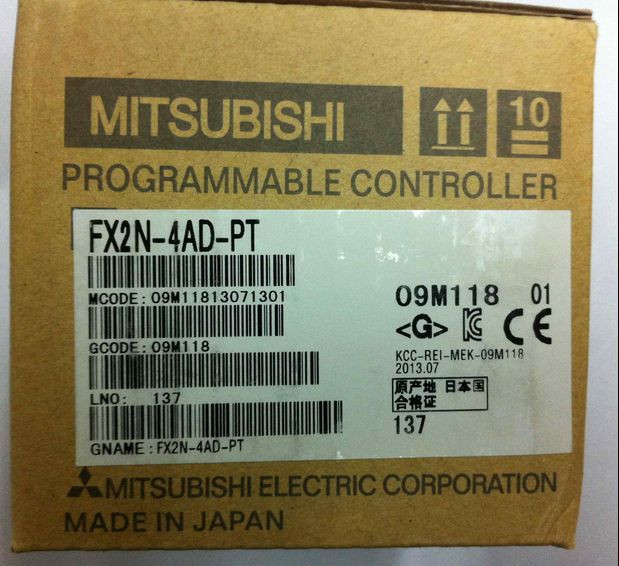 MITSUBISHI
10
PROGRAMMABLE CONTROLLER
FX2N-4AD-PT
MCODE: 09M11813071301
GCODE: 09M118
LNO: 137
GNAME: FX2N-4AD-PT
09M118 01
<G> CE
KCC-REI-MEK-09M118
2013.07
原产地 日本国
合格证
137
MITSUBISHI ELECTRIC CORPORATION
MADE IN JAPAN